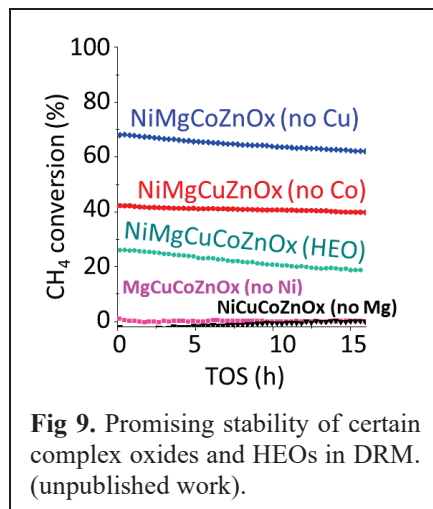 100
80
60
40
20
0
CH₄ conversion (%)
NiMgCoZnOx (no Cu)
NiMgCuZnOx (no Co)
NiMgCuCoZnOx (HEO)
MgCuCoZnOx (no Ni)
NiCuCoZnOx (no Mg)
0 5 10 15
TOS (h)
Fig 9. Promising stability of certain
complex oxides and HEOs in DRM.
(unpublished work).